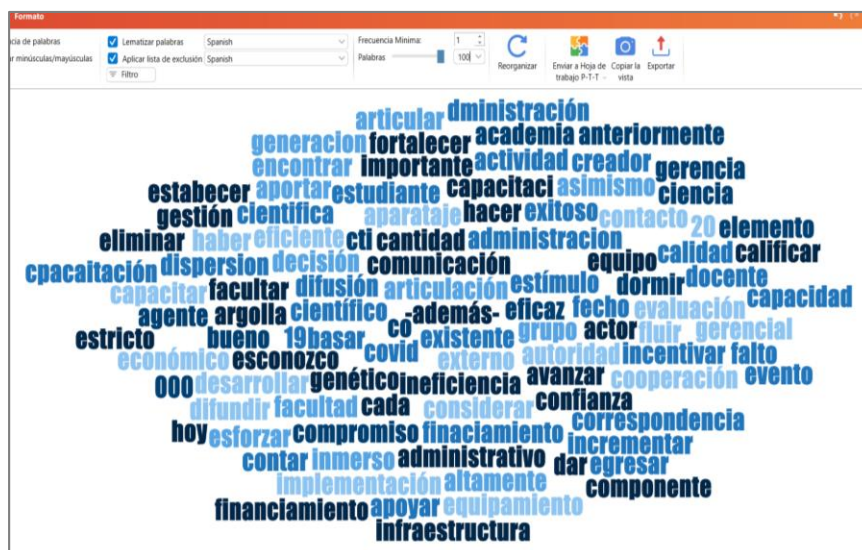 Formato
cia de palabras
Lematizar palabras Spanish
Frecuencia Minima: 1
r minúsculas/mayúsculas
Aplicar lista de exclusión Spanish
Palabras 100
Filtro
Reorganizar
Enviar a Hoja de
trabajo P-T-T
Copiar la
vista
Exportar
articular dministración
generacion fortalecer academia anteriormente
encontrar importante actividad creador gerencia
estabecer aportar estudiante capacitaci asimismo ciencia
gestión cientifica aparataje hacer exitoso contacto 20 elemento
eliminar haber eficiente cti cantidad administracion equipo calidad calificar
cpacaitación dispersion decisión comunicación
capacitar facultar difusión articulación estímulo dormir docente
agente argolla científico -además- eficaz fecho evaluación capacidad
estricto bueno 19 basar co existente grupo actor fluir gerencial
económico esconozco covid externo autoridad incentivar falto
000 desarrollar genético ineficiencia avanzar cooperación evento
difundir facultad cada considerar confianza
hoy esforzar compromiso finaciamiento correspondencia
incrementar
contar inmerso administrativo dar egresar
implementación altamente componente
financiamiento apoyar equipamiento
infraestructura